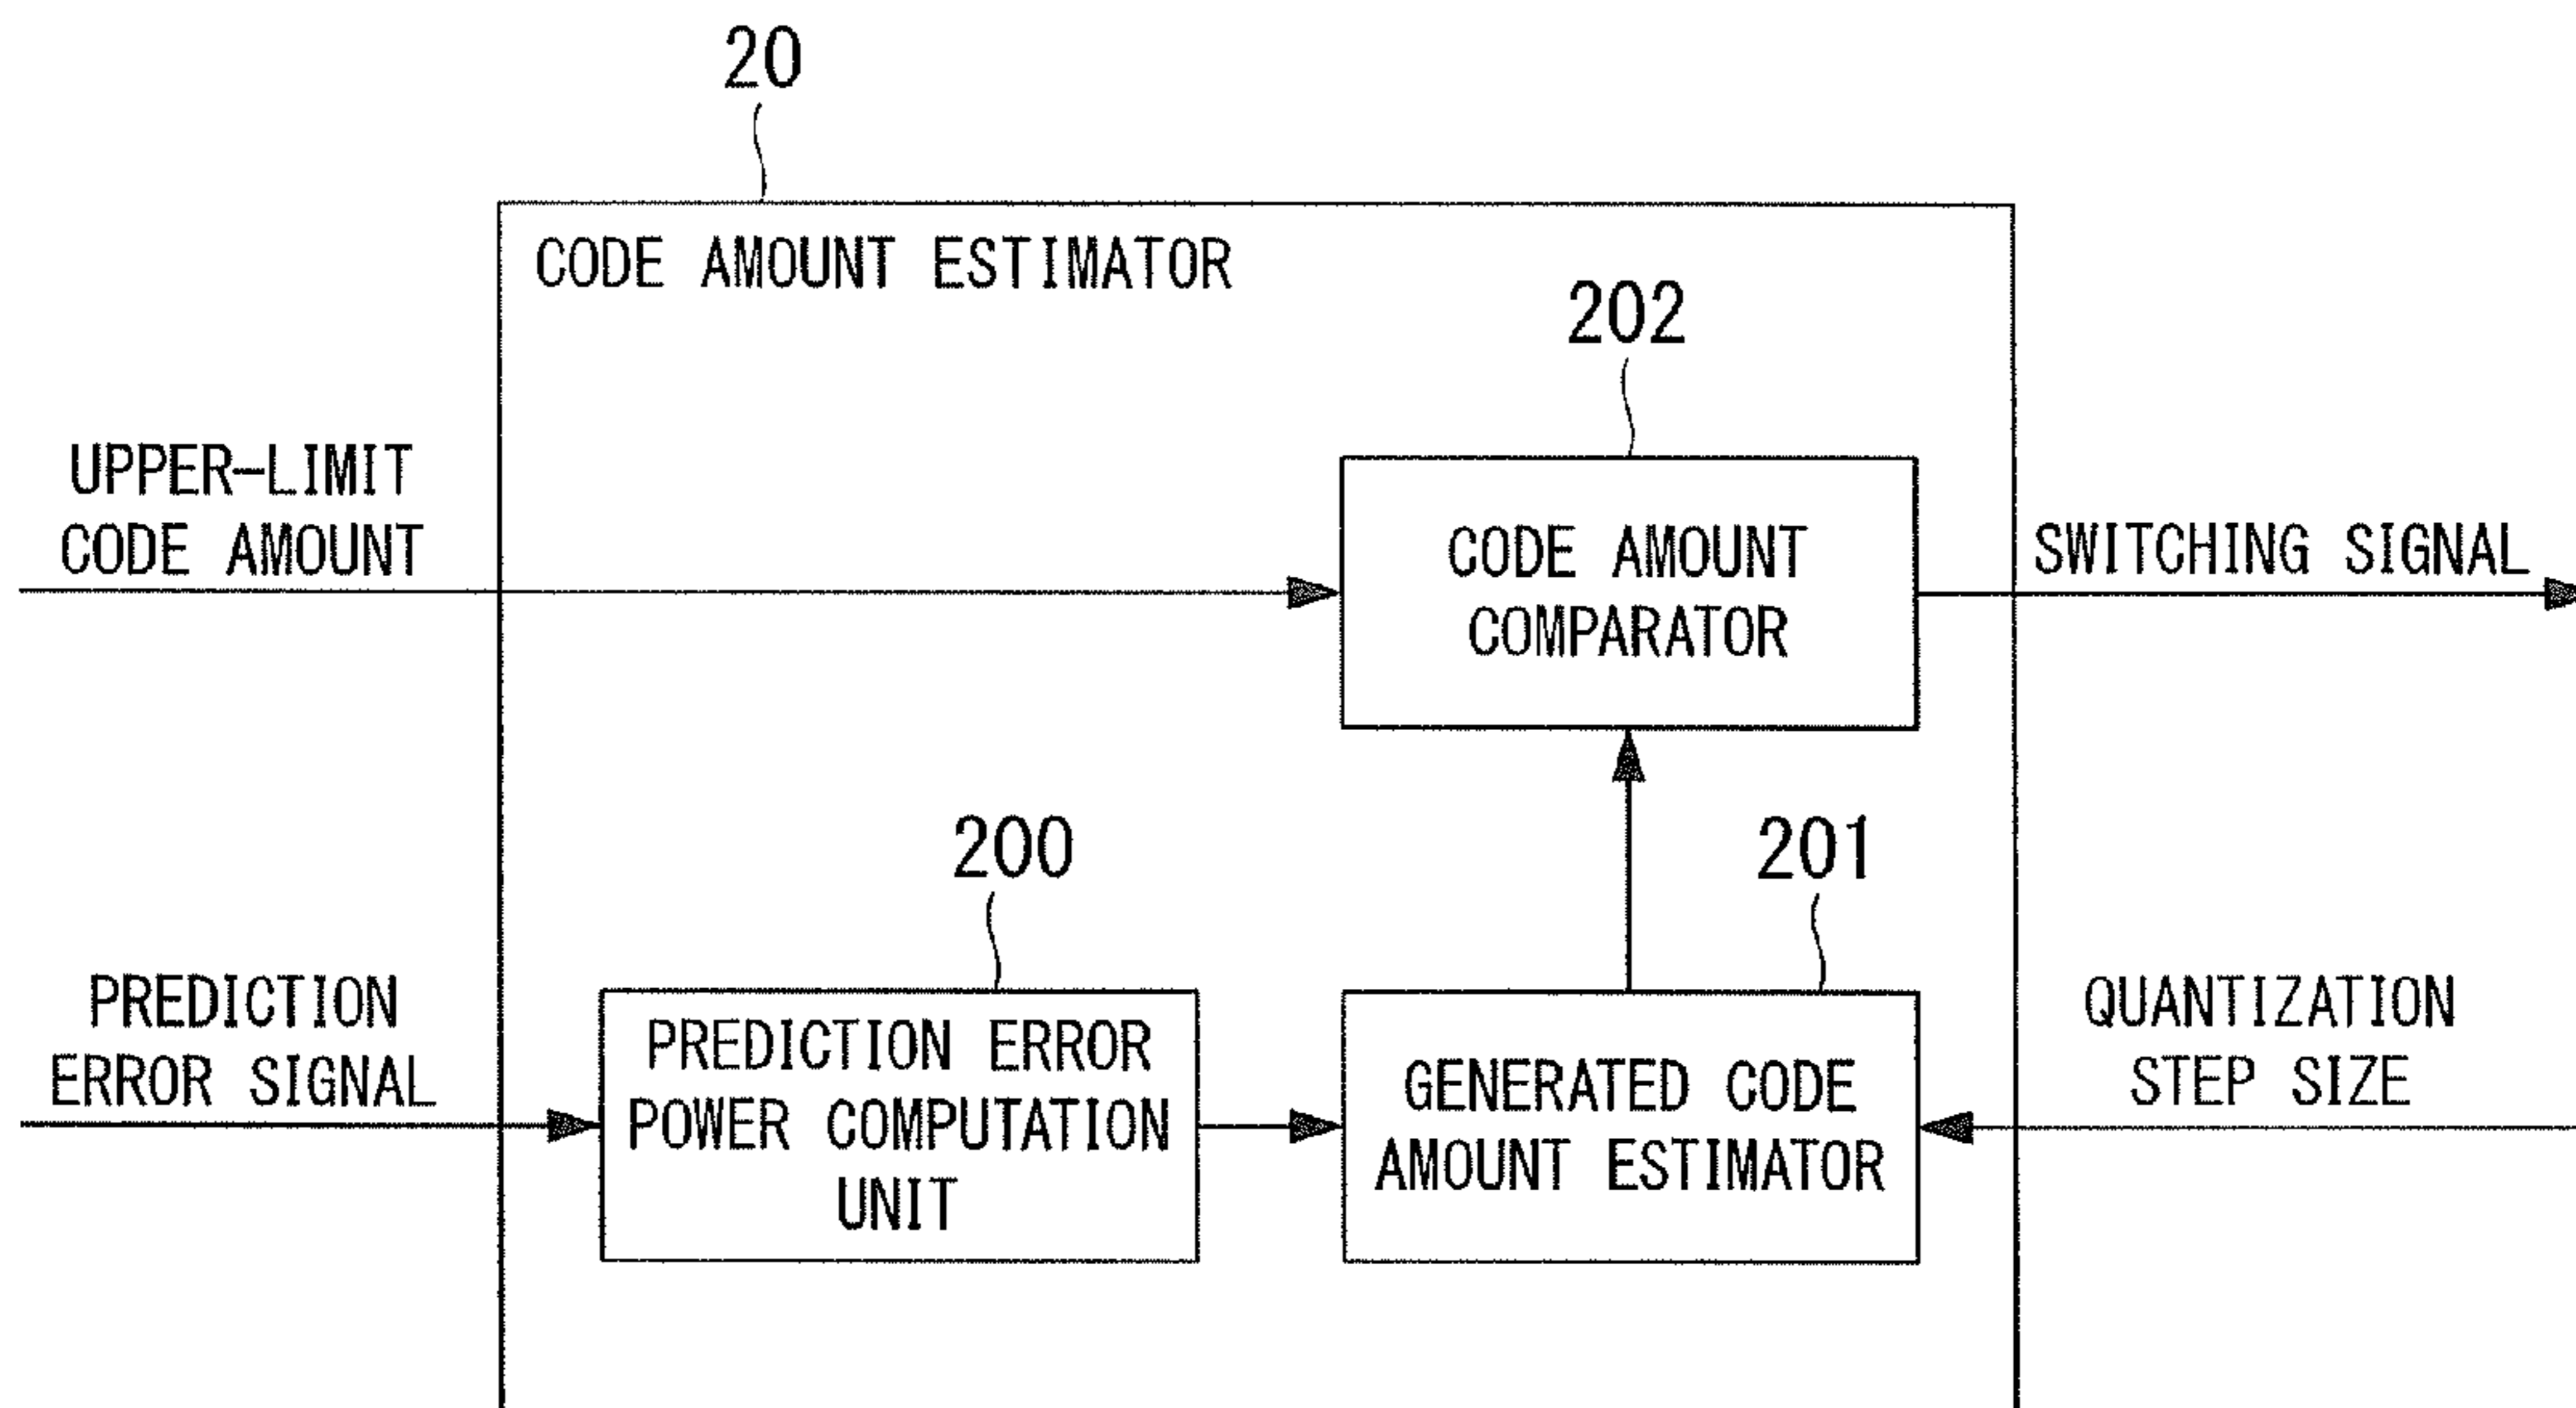 20
CODE AMOUNT ESTIMATOR
202
UPPER-LIMIT
CODE AMOUNT
CODE AMOUNT
COMPARATOR
SWITCHING SIGNAL
200
201
PREDICTION
ERROR SIGNAL
PREDICTION ERROR
POWER COMPUTATION
UNIT
GENERATED CODE
AMOUNT ESTIMATOR
QUANTIZATION
STEP SIZE